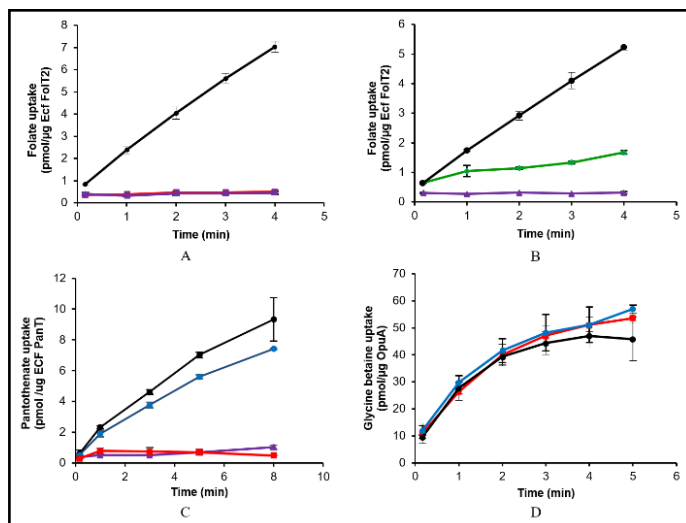 Folate uptake
(pmol/µg Ecf FolT2)
8
7
6
5
4
3
2
1
0
0 1 2 3 4 5
Time (min)
A
Folate uptake
(pmol/µg Ecf FolT2)
6
5
4
3
2
1
0
0 1 2 3 4 5
Time (min)
B
Pantothenate uptake
(pmol /ug ECF PanT)
12
10
8
6
4
2
0
0 2 4 6 8 10
Time (min)
C
Glycine betaine uptake
(pmol/µg OpuA)
70
60
50
40
30
20
10
0
0 1 2 3 4 5 6
Time (min)
D